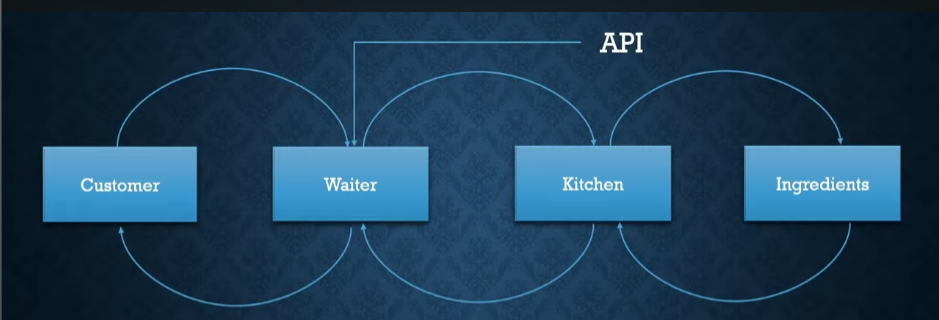 API
Customer
Waiter
Kitchen
Ingredients